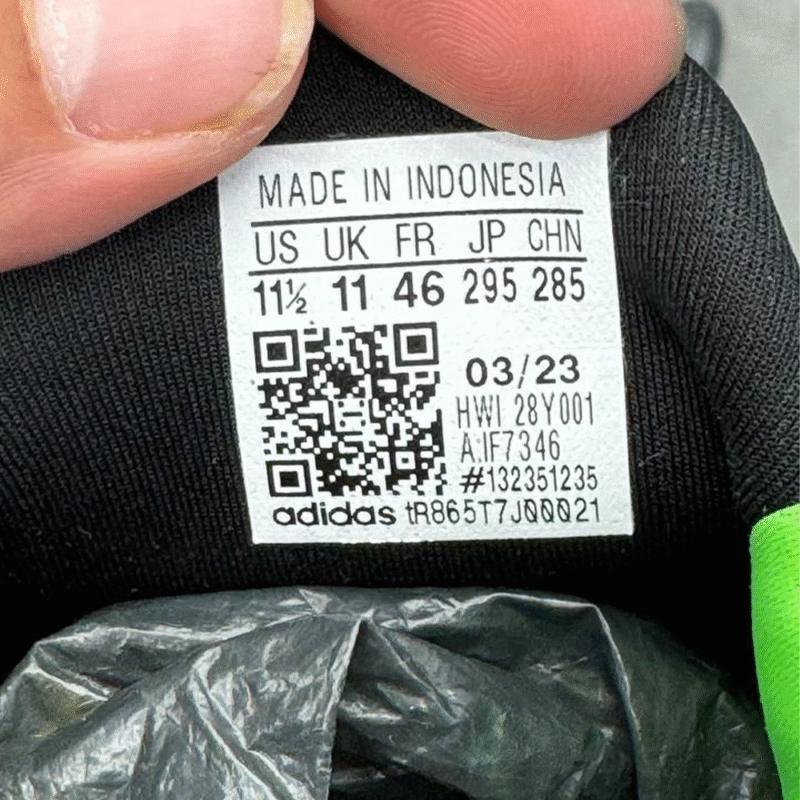 MADE IN INDONESIA
US UK FR JP CHN
11½ 11 46 295 285
03/23
HWI 28Y001
A:IF7346
#132351235
adidas tR865T7J00021